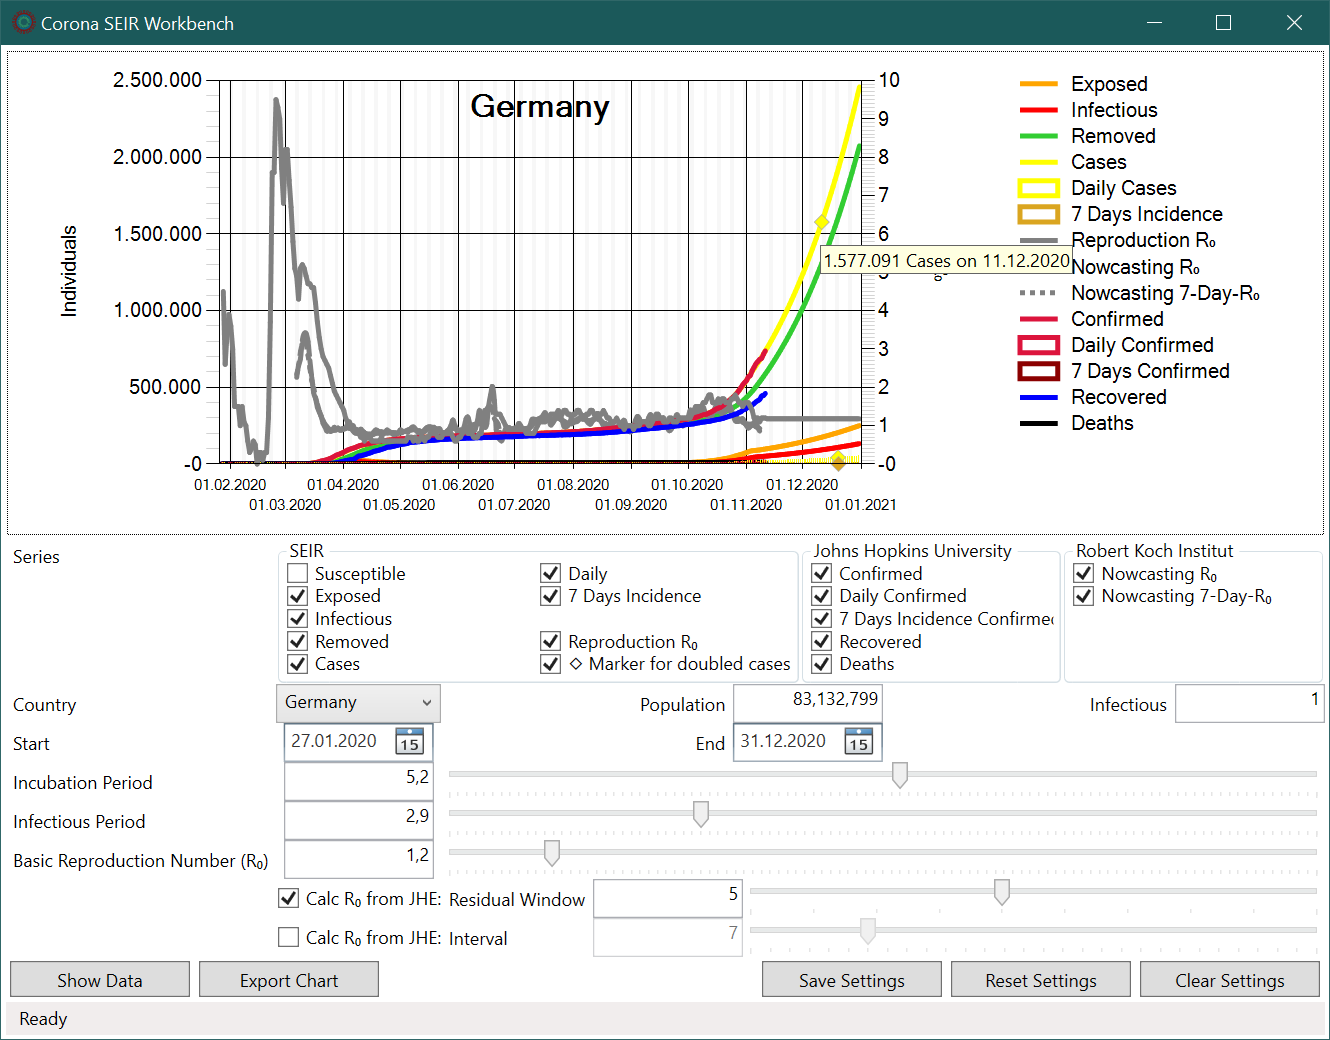 Corona SEIR Workbench
Germany
Individuals
2.500.000
2.000.000
1.500.000
1.000.000
500.000
-0
10
9
8
7
6
5
4
3
2
1
-0
01.02.2020
01.03.2020
01.04.2020
01.05.2020
01.06.2020
01.07.2020
01.08.2020
01.09.2020
01.10.2020
01.11.2020
01.12.2020
01.01.2021
1.577.091 Cases on 11.12.2020
Exposed
Infectious
Removed
Cases
Daily Cases
7 Days Incidence
Reproduction R₀
Nowcasting R₀
Nowcasting 7-Day-R₀
Confirmed
Daily Confirmed
7 Days Confirmed
Recovered
Deaths
Series
SEIR
Susceptible
Exposed
Infectious
Removed
Cases
Daily
7 Days Incidence
Reproduction R₀
◇ Marker for doubled cases
Johns Hopkins University
Confirmed
Daily Confirmed
7 Days Incidence Confirmed
Recovered
Deaths
Robert Koch Institut
Nowcasting R₀
Nowcasting 7-Day-R₀
Country Germany Population 83,132,799 Infectious 1
Start 27.01.2020 15 End 31.12.2020 15
Incubation Period 5,2
Infectious Period 2,9
Basic Reproduction Number (R₀) 1,2
Calc R₀ from JHE: Residual Window 5
Calc R₀ from JHE: Interval 7
Show Data Export Chart Save Settings Reset Settings Clear Settings
Ready